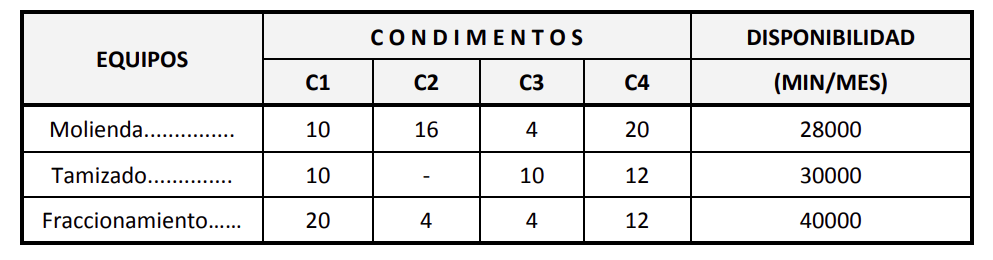 EQUIPOS C O N D I M E N T O S DISPONIBILIDAD
C1 C2 C3 C4 (MIN/MES)
Molienda............... 10 16 4 20 28000
Tamizado.............. 10 - 10 12 30000
Fraccionamiento...... 20 4 4 12 40000